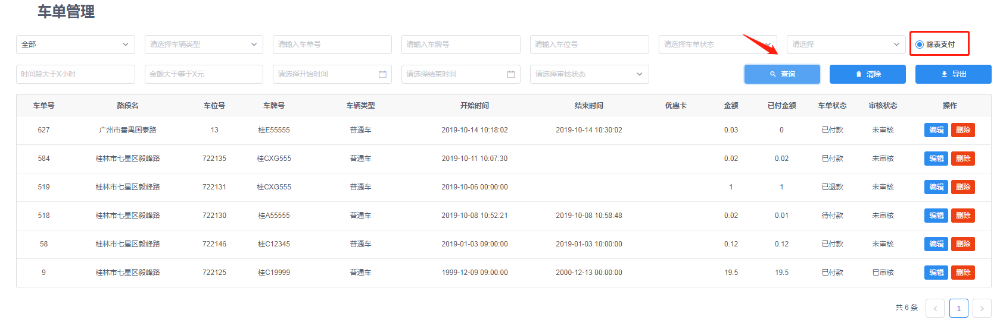 车单管理
全部 请选择车辆类型 请输入车单号 请输入车牌号 请输入车位号 请选择车单状态 请选择 咪表支付
时间段大于X小时 金额大于等于X元 请选择开始时间 请选择结束时间 请选择审核状态 查询 清除 导出
车单号 路段名 车位号 车牌号 车辆类型 开始时间 结束时间 优惠卡 金额 已付金额 车单状态 审核状态 操作
627 广州市番禺国泰路 13 桂E55555 普通车 2019-10-14 10:18:02 2019-10-14 10:30:02 0.03 0 已付款 未审核 编辑 删除
584 桂林市七星区毅峰路 722135 桂CXG555 普通车 2019-10-11 10:07:30 0.02 0.02 已付款 未审核 编辑 删除
519 桂林市七星区毅峰路 722131 桂CXG555 普通车 2019-10-06 00:00:00 1 1 已退款 未审核 编辑 删除
518 桂林市七星区毅峰路 722130 桂A55555 普通车 2019-10-08 10:52:21 2019-10-08 10:58:48 0.02 0.01 待付款 未审核 编辑 删除
58 桂林市七星区毅峰路 722146 桂C12345 普通车 2019-01-03 09:00:00 2019-01-03 10:00:00 0.12 0.12 已付款 未审核 编辑 删除
9 桂林市七星区毅峰路 722125 桂C19999 普通车 1999-12-09 09:00:00 2000-12-13 00:00:00 19.5 19.5 已付款 已审核 编辑 删除
共 6 条 1